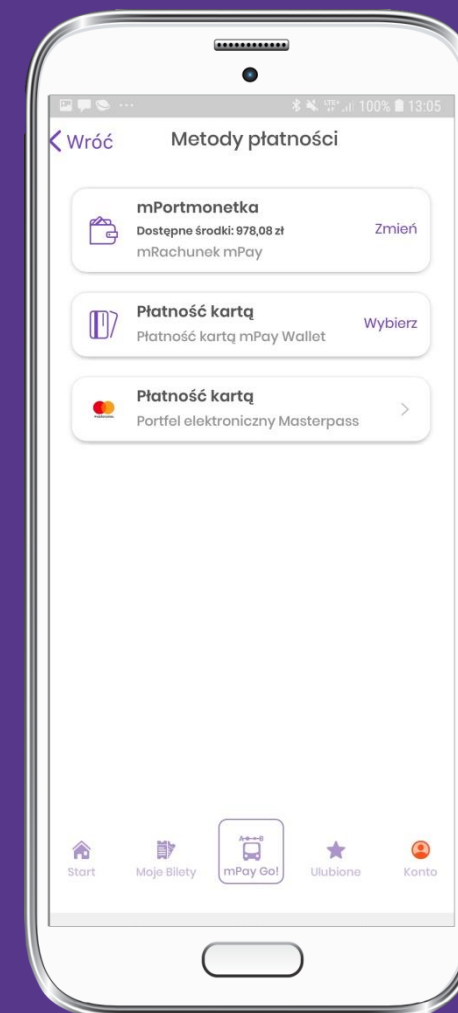 100% 13:05
Wróć
Metody płatności
mPortmonetka
Dostępne środki: 978,08 zł
mRachunek mPay
Zmień
Płatność kartą
Płatność kartą mPay Wallet
Wybierz
Płatność kartą
Portfel elektroniczny Masterpass
Start
Moje Bilety
A B
mPay Go!
Ulubione
Konto